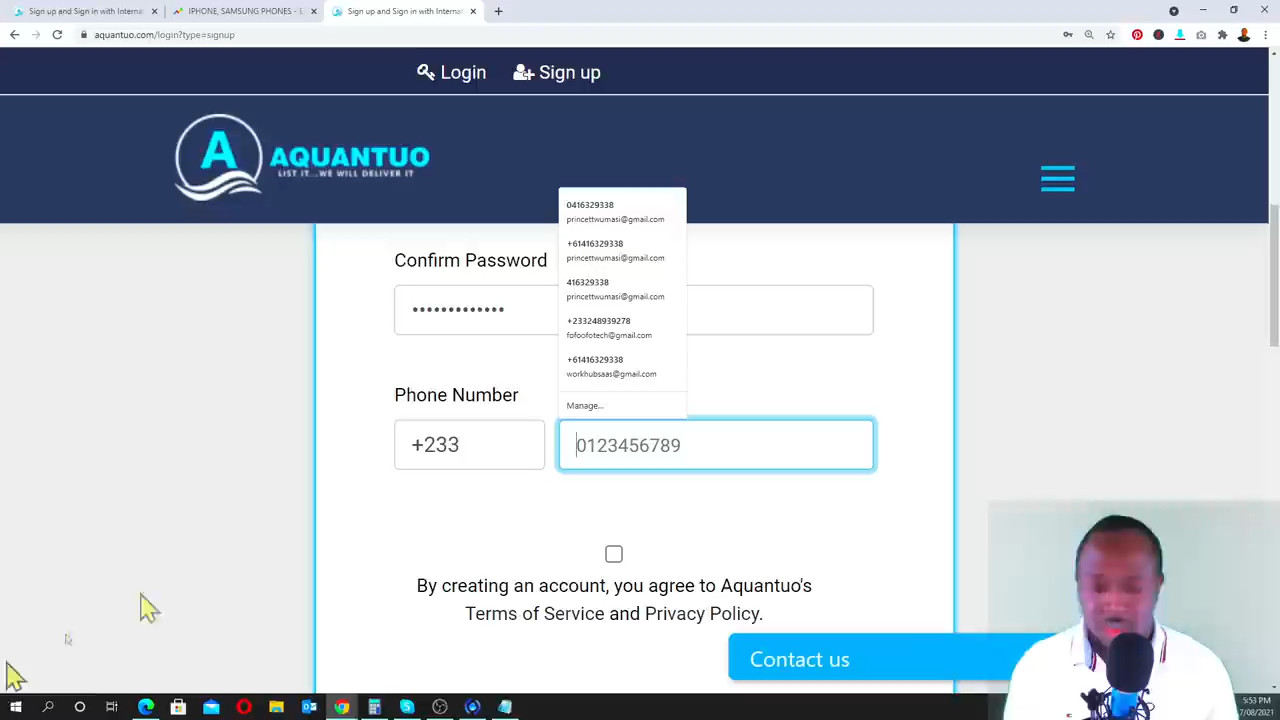 Sign up and Sign in with Internat
IPHONE, SAMSUNG PHONES - E
Sign up and Sign in with Internat
aquantuo.com/login?type=signup
Login
Sign up
A
AQUANTUO
LIST IT...WE WILL DELIVER IT
0416329338
princettwumasi@gmail.com
+61416329338
princettwumasi@gmail.com
416329338
princettwumasi@gmail.com
+233248939278
fofoofotech@gmail.com
+61416329338
workhubsaas@gmail.com
Manage...
Confirm Password
Phone Number
+233
0123456789
By creating an account, you agree to Aquantuo's
Terms of Service and Privacy Policy.
Contact us
5:53 PM
7/08/2021